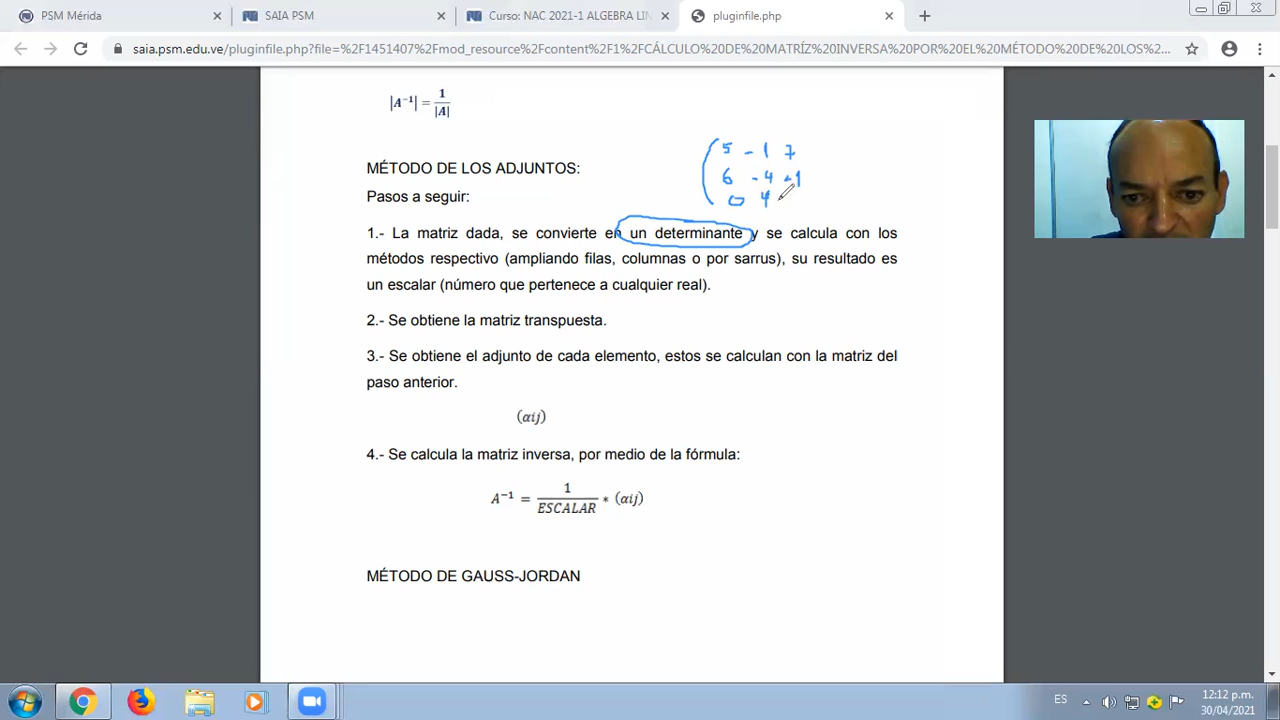 PSM Mérida
SAIA PSM
Curso: NAC 2021-1 ALGEBRA LIN
pluginfile.php
saia.psm.edu.ve/pluginfile.php?file=%2F1451407%2Fmod_resource%2Fcontent%2F1%2FCÁLCULO%20DE%20MATRÍZ%20INVERSA%20POR%20EL%20MÉTODO%20DE%20LOS%...
|A⁻¹| = 1/|A|
5 -1 7
6 -4 -1
0 4
MÉTODO DE LOS ADJUNTOS:
Pasos a seguir:
1.- La matriz dada, se convierte en un determinante y se calcula con los
métodos respectivo (ampliando filas, columnas o por sarrus), su resultado es
un escalar (número que pertenece a cualquier real).
2.- Se obtiene la matriz transpuesta.
3.- Se obtiene el adjunto de cada elemento, estos se calculan con la matriz del
paso anterior.
(αij)
4.- Se calcula la matriz inversa, por medio de la fórmula:
A⁻¹ = 1/ESCALAR * (αij)
MÉTODO DE GAUSS-JORDAN
ES
12:12 p.m.
30/04/2021